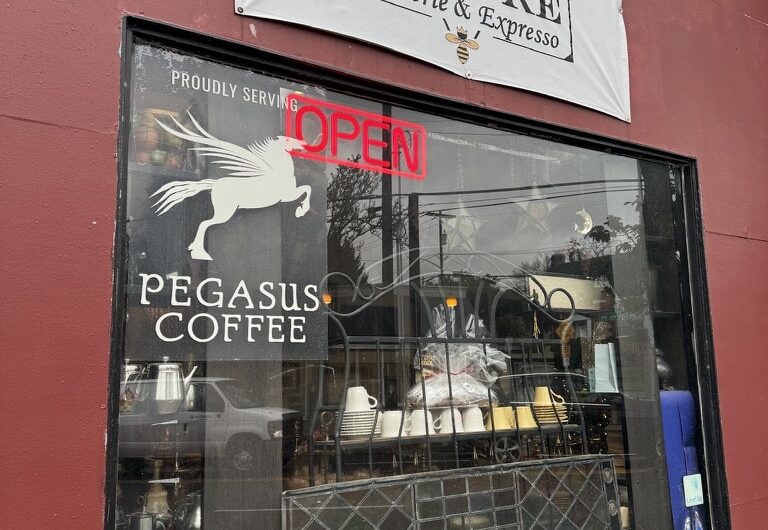 & Expresso
PROUDLY SERVING
OPEN
PEGASUS
COFFEE